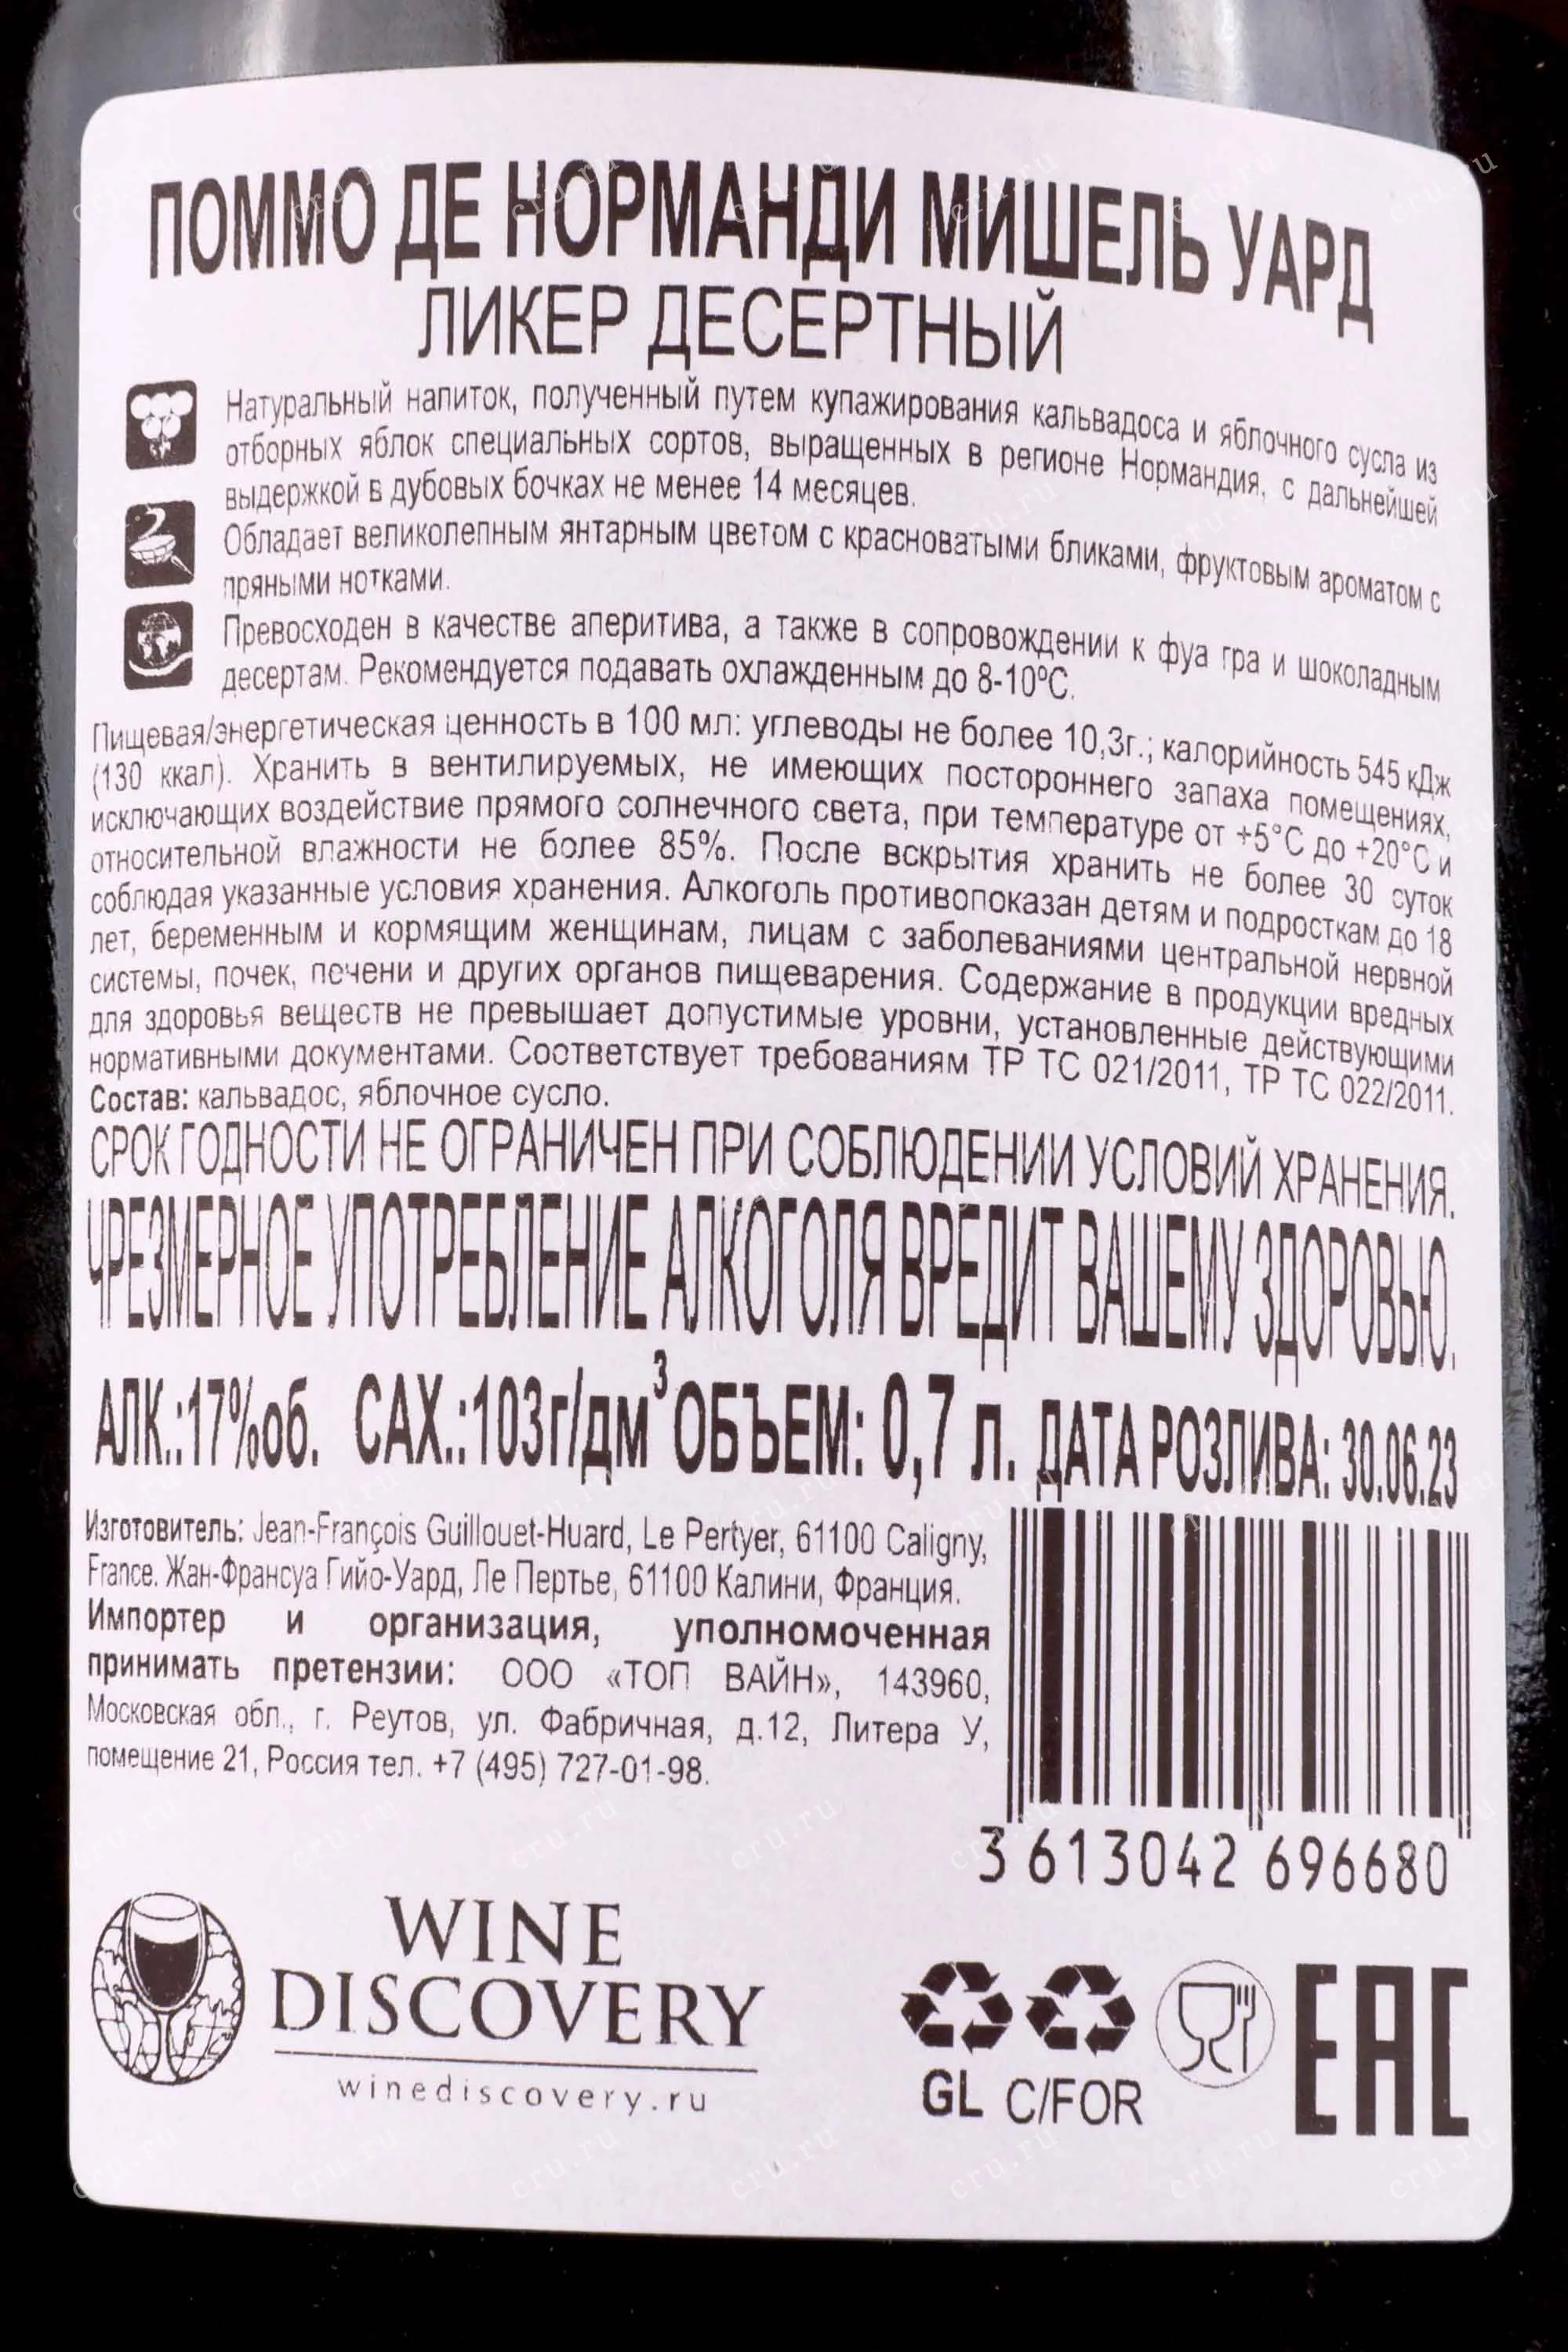 ПОММО ДЕ НОРМАНДИ МИШЕЛЬ УАРД
ЛИКЕР ДЕСЕРТНЫЙ
Натуральный напиток, полученный путем купажирования кальвадоса и яблочного сусла из
отборных яблок специальных сортов, выращенных в регионе Нормандия, с дальнейшей
выдержкой в дубовых бочках не менее 14 месяцев.
Обладает великолепным янтарным цветом с красноватыми бликами, фруктовым ароматом с
пряными нотками.
Превосходен в качестве аперитива, а также в сопровождении к фуа гра и шоколадным
десертам. Рекомендуется подавать охлажденным до 8-10ºС.
Пищевая/энергетическая ценность в 100 мл: углеводы не более 10,3г.; калорийность 545 кДж
(130 ккал). Хранить в вентилируемых, не имеющих постороннего запаха помещениях,
исключающих воздействие прямого солнечного света, при температуре от +5°С до +20°С и
относительной влажности не более 85%. После вскрытия хранить не более 30 суток
соблюдая указанные условия хранения. Алкоголь противопоказан детям и подросткам до 18
лет, беременным и кормящим женщинам, лицам с заболеваниями центральной нервной
системы, почек, печени и других органов пищеварения. Содержание в продукции вредных
для здоровья веществ не превышает допустимые уровни, установленные действующими
нормативными документами. Соответствует требованиям ТР ТС 021/2011, ТР ТС 022/2011.
Состав: кальвадос, яблочное сусло.
СРОК ГОДНОСТИ НЕ ОГРАНИЧЕН ПРИ СОБЛЮДЕНИИ УСЛОВИЙ ХРАНЕНИЯ.
ЧРЕЗМЕРНОЕ УПОТРЕБЛЕНИЕ АЛКОГОЛЯ ВРЕДИТ ВАШЕМУ ЗДОРОВЬЮ.
АЛК.:17%об. САХ.:103г/дм³ ОБЪЕМ: 0,7 л. ДАТА РОЗЛИВА: 30.06.23
Изготовитель: Jean-François Guillouet-Huard, Le Pertyer, 61100 Caligny,
France. Жан-Франсуа Гийо-Уард, Ле Пертье, 61100 Калини, Франция.
Импортер и организация, уполномоченная
принимать претензии: ООО «ТОП ВАЙН», 143960,
Московская обл., г. Реутов, ул. Фабричная, д.12, Литера У,
помещение 21, Россия тел. +7 (495) 727-01-98.
3 613042 696680
WINE
DISCOVERY
winediscovery.ru
GL C/FOR
EAC
cru.ru